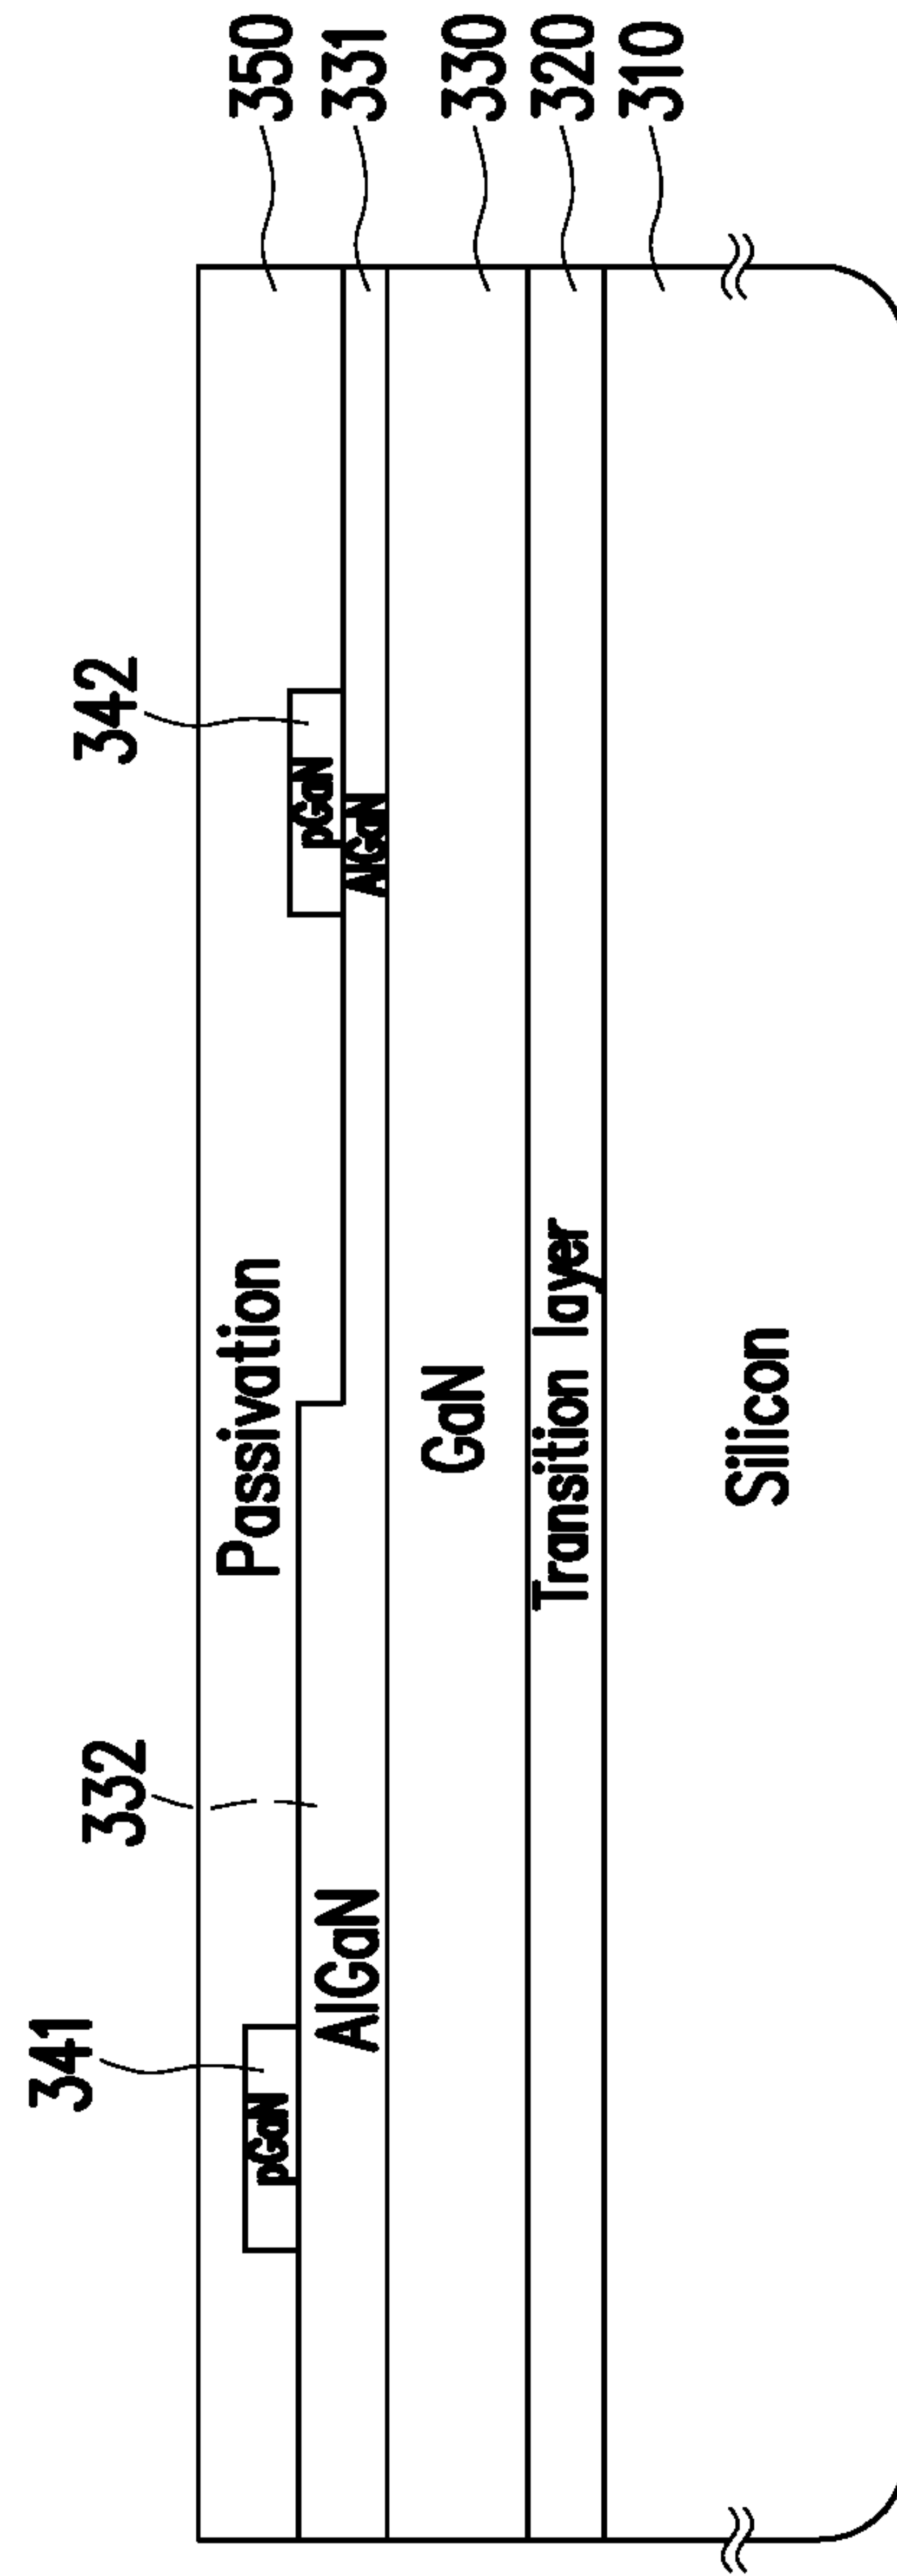 341
332
342
Passivation
350
pGaN
pGaN
AlGaN
AlGaN
331
GaN
330
Transition layer
320
310
Silicon